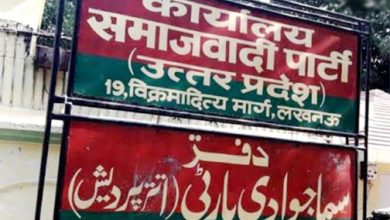 कार्यालय
समाजवादी पार्टी
(उत्तर प्रदेश)
19, विक्रमादित्य मार्ग, लखनऊ
دفتر
سماجوادی پارٹی (اتر پردیش)